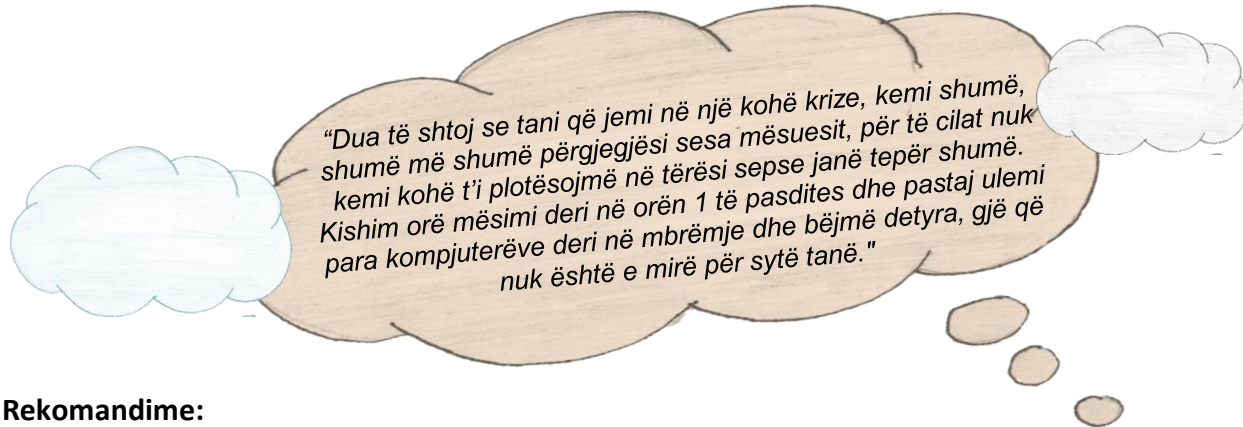 “Dua të shtoj se tani që jemi në një kohë krize, kemi shumë,
shumë më shumë përgjegjësi sesa mësuesit, për të cilat nuk
kemi kohë t’i plotësojmë në tërësi sepse janë tepër shumë.
Kishim orë mësimi deri në orën 1 të pasdites dhe pastaj ulemi
para kompjuterëve deri në mbrëmje dhe bëjmë detyra, gjë që
nuk është e mirë për sytë tanë."
Rekomandime: